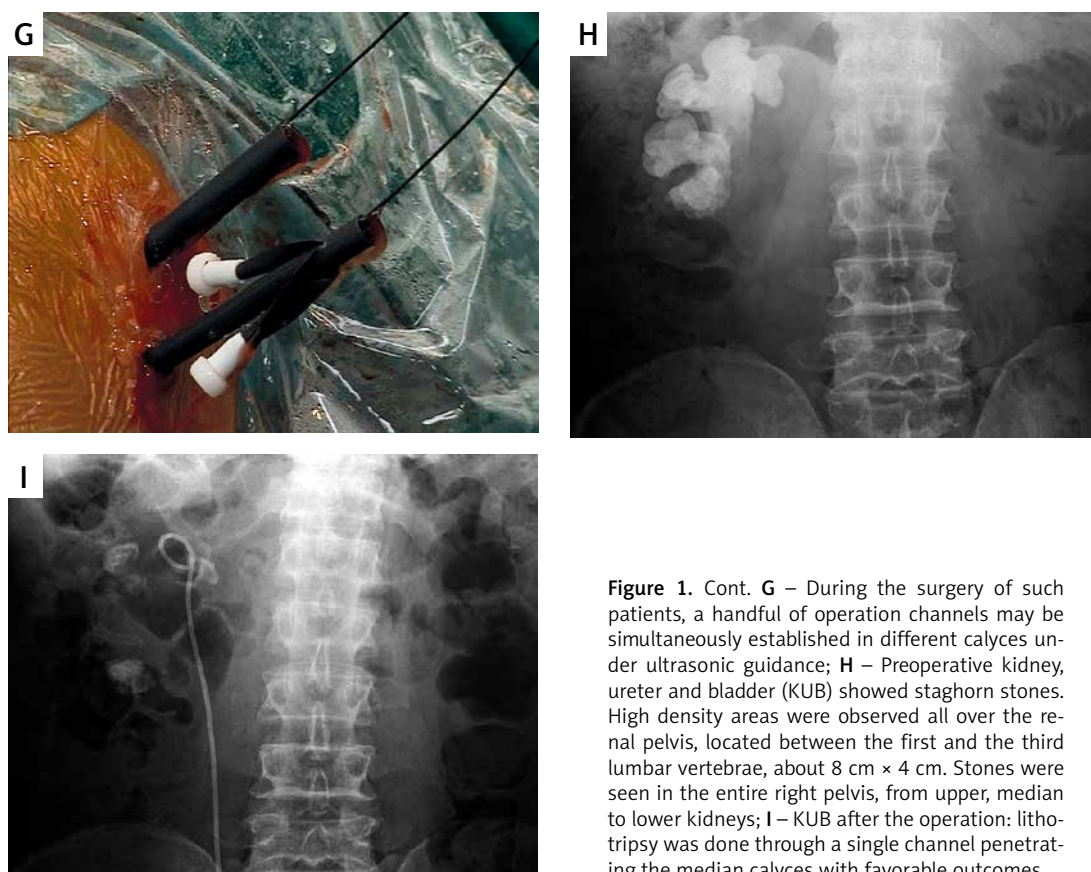 G
H
I
Figure 1. Cont. G – During the surgery of such
patients, a handful of operation channels may be
simultaneously established in different calyces un-
der ultrasonic guidance; H – Preoperative kidney,
ureter and bladder (KUB) showed staghorn stones.
High density areas were observed all over the re-
nal pelvis, located between the first and the third
lumbar vertebrae, about 8 cm × 4 cm. Stones were
seen in the entire right pelvis, from upper, median
to lower kidneys; I – KUB after the operation: litho-
tripsy was done through a single channel penetrat-
ing the median calyces with favorable outcomes